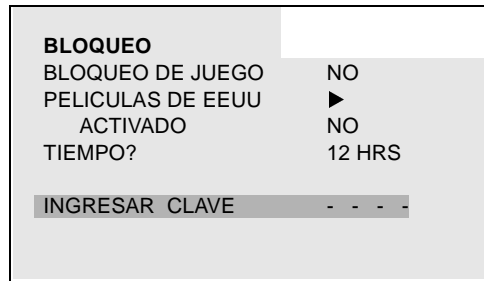 BLOQUEO
BLOQUEO DE JUEGO NO
PELICULAS DE EEUU ▶
ACTIVADO NO
TIEMPO? 12 HRS
INGRESAR CLAVE - - - -